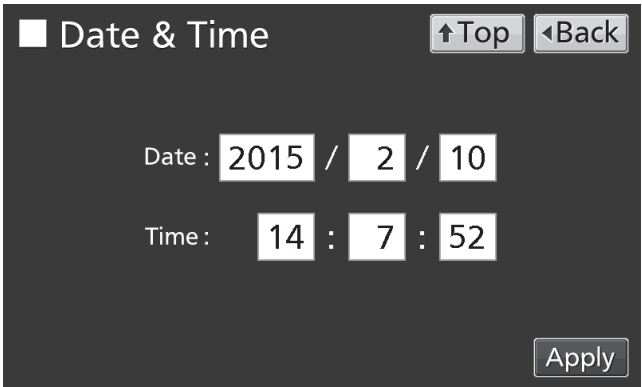 Date & Time
↑Top
◂Back
Date : 2015 / 2 / 10
Time : 14 : 7 : 52
Apply